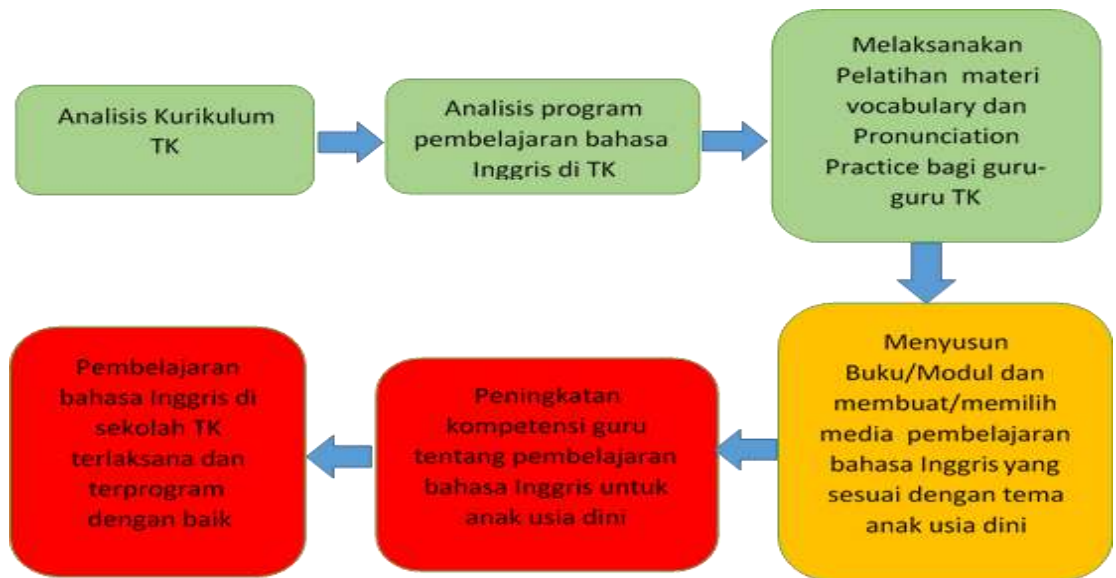 Analisis Kurikulum
TK
Analisis program
pembelajaran bahasa
Inggris di TK
Melaksanakan
Pelatihan materi
vocabulary dan
Pronunciation
Practice bagi guru-
guru TK
Menyusun
Buku/Modul dan
membuat/memilih
media pembelajaran
bahasa Inggris yang
sesuai dengan tema
anak usia dini
Peningkatan
kompetensi guru
tentang pembelajaran
bahasa Inggris untuk
anak usia dini
Pembelajaran
bahasa Inggris di
sekolah TK
terlaksana dan
terprogram
dengan baik